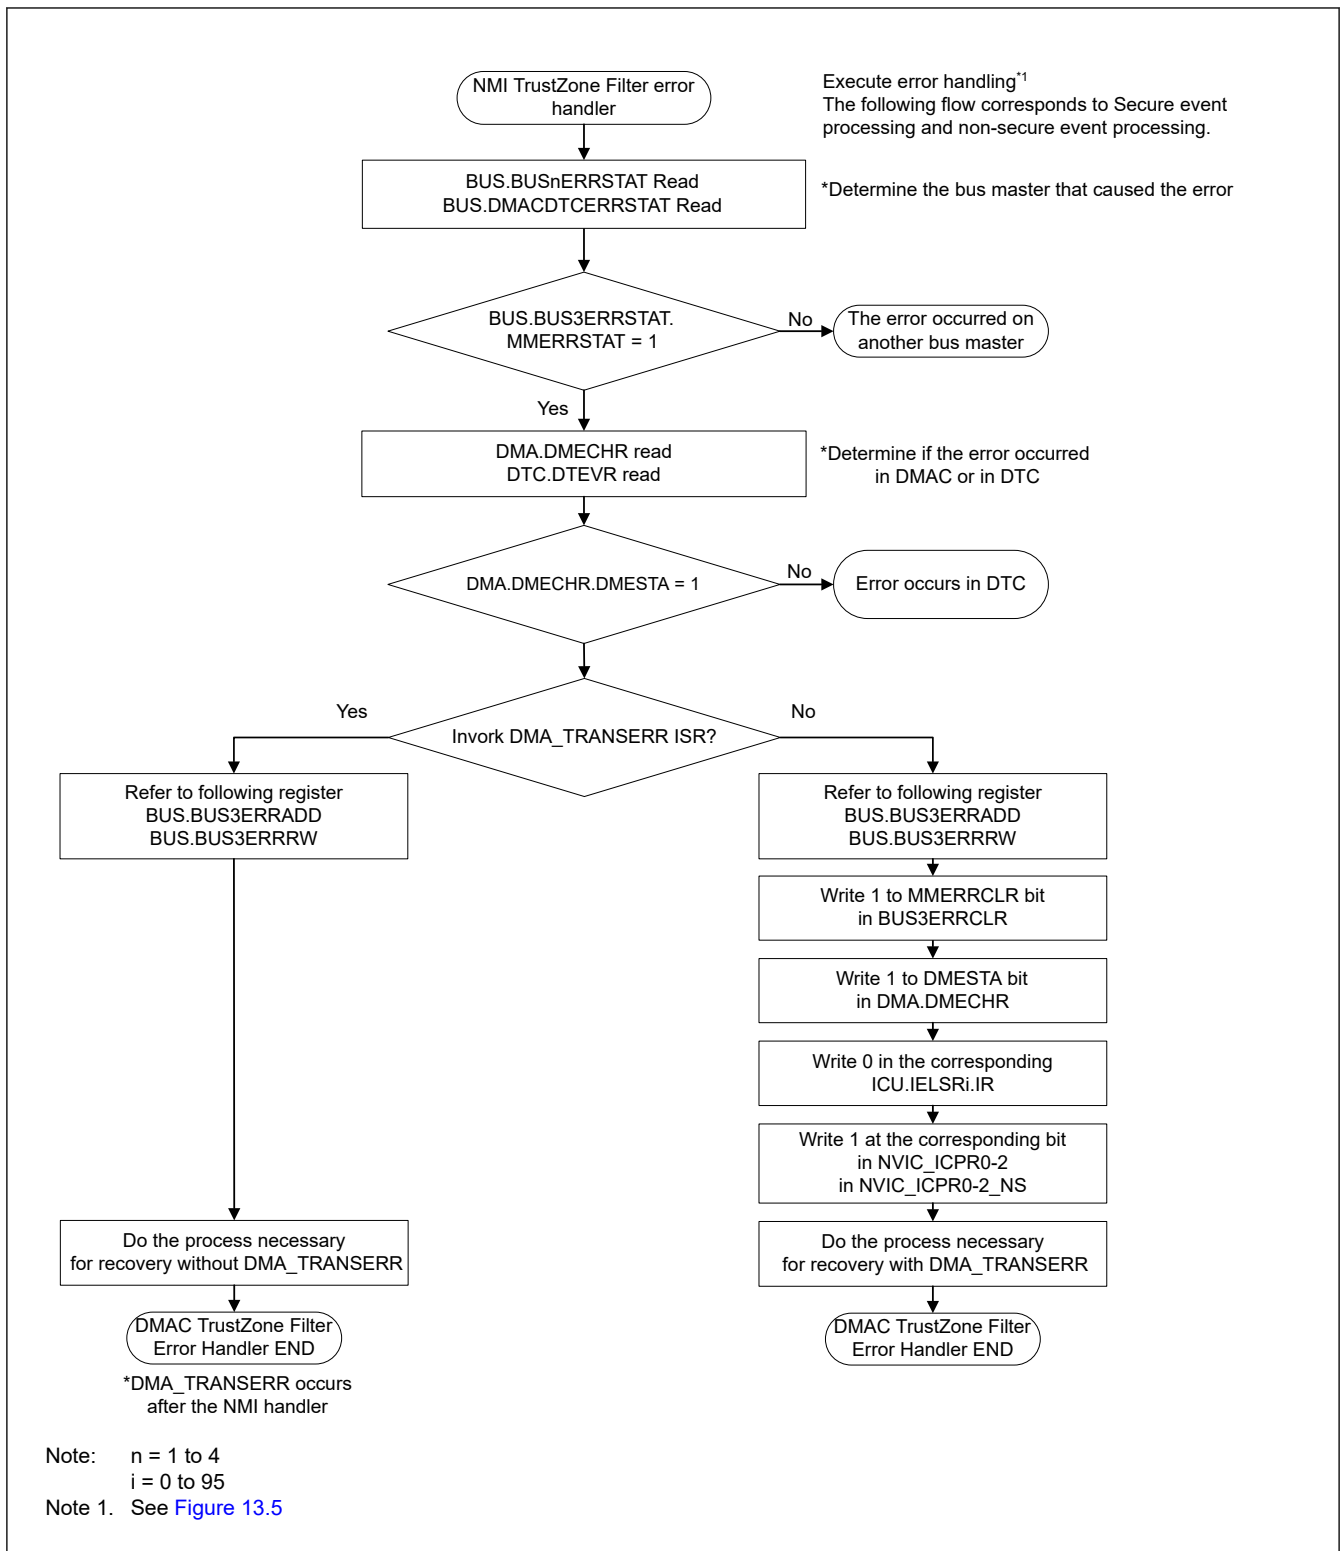 NMI TrustZone Filter error
handler
Execute error handling*1
The following flow corresponds to Secure event
processing and non-secure event processing.
BUS.BUSnERRSTAT Read
BUS.DMACDTCERRSTAT Read
*Determine the bus master that caused the error
BUS.BUS3ERRSTAT.
MMERRSTAT = 1
No
The error occurred on
another bus master
Yes
DMA.DMECHR read
DTC.DTEVR read
*Determine if the error occurred
in DMAC or in DTC
DMA.DMECHR.DMESTA = 1
No
Error occurs in DTC
Invork DMA_TRANSERR ISR?
Yes
No
Refer to following register
BUS.BUS3ERRADD
BUS.BUS3ERRRW
Refer to following register
BUS.BUS3ERRADD
BUS.BUS3ERRRW
Write 1 to MMERRCLR bit
in BUS3ERRCLR
Write 1 to DMESTA bit
in DMA.DMECHR
Write 0 in the corresponding
ICU.IELSRi.IR
Write 1 at the corresponding bit
in NVIC_ICPR0-2
in NVIC_ICPR0-2_NS
Do the process necessary
for recovery without DMA_TRANSERR
Do the process necessary
for recovery with DMA_TRANSERR
DMAC TrustZone Filter
Error Handler END
DMAC TrustZone Filter
Error Handler END
*DMA_TRANSERR occurs
after the NMI handler
Note: n = 1 to 4
i = 0 to 95
Note 1. See Figure 13.5